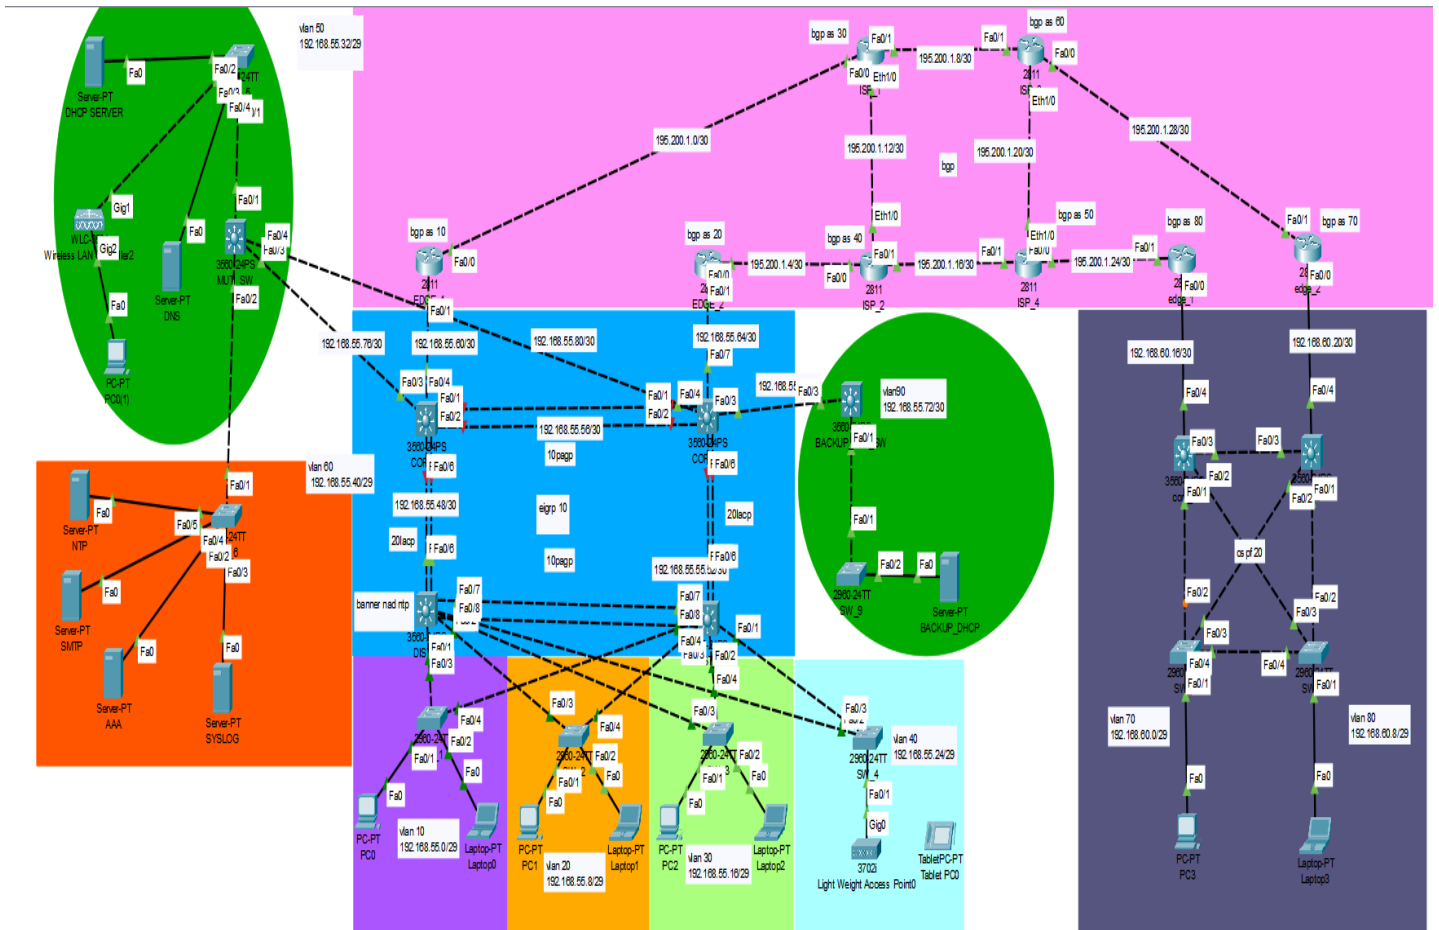 vlan 50
192.168.55.32/29
Fa0
Server-PT
DHCP SERVER
Fa0/2
24TT
Fa0/3
Fa0/4
Fa0/1
Gig1
Gig2
Wireless LAN
Fa0
Server-PT
DNS
Fa0/4
Fa0/3
3560-24PS
Fa0/2
Fa0
PC-PT
PC0(1)
bgp as 30
Fa0/1
Fa0/0
Eth1/0
195.200.1.8/30
bgp as 60
Fa0/1
Fa0/0
2811
Eth1/0
195.200.1.0/30
195.200.1.12/30
bgp
195.200.1.20/30
195.200.1.28/30
bgp as 10
Fa0/0
2811
Fa0/1
bgp as 20
Fa0/0
Fa0/1
EDGE_2
195.200.1.4/30
bgp as 40
Eth1/0
Fa0/1
Fa0/0
2811
ISP_2
195.200.1.16/30
bgp as 50
Eth1/0
Fa0/1
Fa0/0
2811
ISP_4
195.200.1.24/30
bgp as 80
Fa0/1
Fa0/0
edge_1
bgp as 70
Fa0/1
Fa0/0
edge_2
192.168.55.76/30
192.168.55.60/30
192.168.55.80/30
192.168.55.64/30
Fa0/7
Fa0/3
Fa0/4
Fa0/1
Fa0/2
192.168.55.56/30
Fa0/1
Fa0/2
Fa0/4
Fa0/3
3560-24PS
Fa0/6
Fa0/6
10pagp
192.168.55.48/30
eigrp 10
20lacp
20lacp
10pagp
Fa0/6
Fa0/6
banner nad ntp
Fa0/7
Fa0/8
Fa0/7
Fa0/8
Fa0/3
vlan90
192.168.55.72/30
Fa0/1
Fa0/1
Fa0/2
Fa0
2960-24TT
SW_9
Server-PT
BACKUP_DHCP
vlan 60
192.168.55.40/29
Fa0/1
Fa0
Server-PT
NTP
Fa0/5
Fa0/4
Fa0/2
Fa0/3
24TT
Fa0
Server-PT
SMTP
Fa0
Server-PT
AAA
Fa0
Server-PT
SYSLOG
Fa0/1
Fa0/3
Fa0/4
Fa0/2
Fa0/1
Fa0
Fa0
PC-PT
PC0
vlan 10
192.168.55.0/29
Laptop-PT
Laptop0
Fa0/3
Fa0/4
Fa0/2
Fa0/1
Fa0
Fa0
PC-PT
PC1
Laptop-PT
Laptop1
vlan 20
192.168.55.8/29
Fa0/4
Fa0/2
Fa0/1
Fa0/4
Fa0/3
Fa0/2
Fa0/1
Fa0
Fa0
PC-PT
PC2
Laptop-PT
Laptop2
vlan 30
192.168.55.16/29
Fa0/3
vlan 40
192.168.55.24/29
2960-24TT
SW_4
Fa0/1
Gig0
3702i
Light Weight Access Point0
TabletPC-PT
Tablet PC0
192.168.60.16/30
192.168.60.20/30
Fa0/4
Fa0/4
Fa0/3
Fa0/3
Fa0/2
Fa0/1
Fa0/2
Fa0/1
ospf 20
Fa0/2
Fa0/2
Fa0/3
Fa0/3
Fa0/4
Fa0/4
Fa0/1
Fa0/1
vlan 70
192.168.60.0/29
vlan 80
192.168.60.8/29
Fa0
Fa0
PC-PT
PC3
Laptop-PT
Laptop3